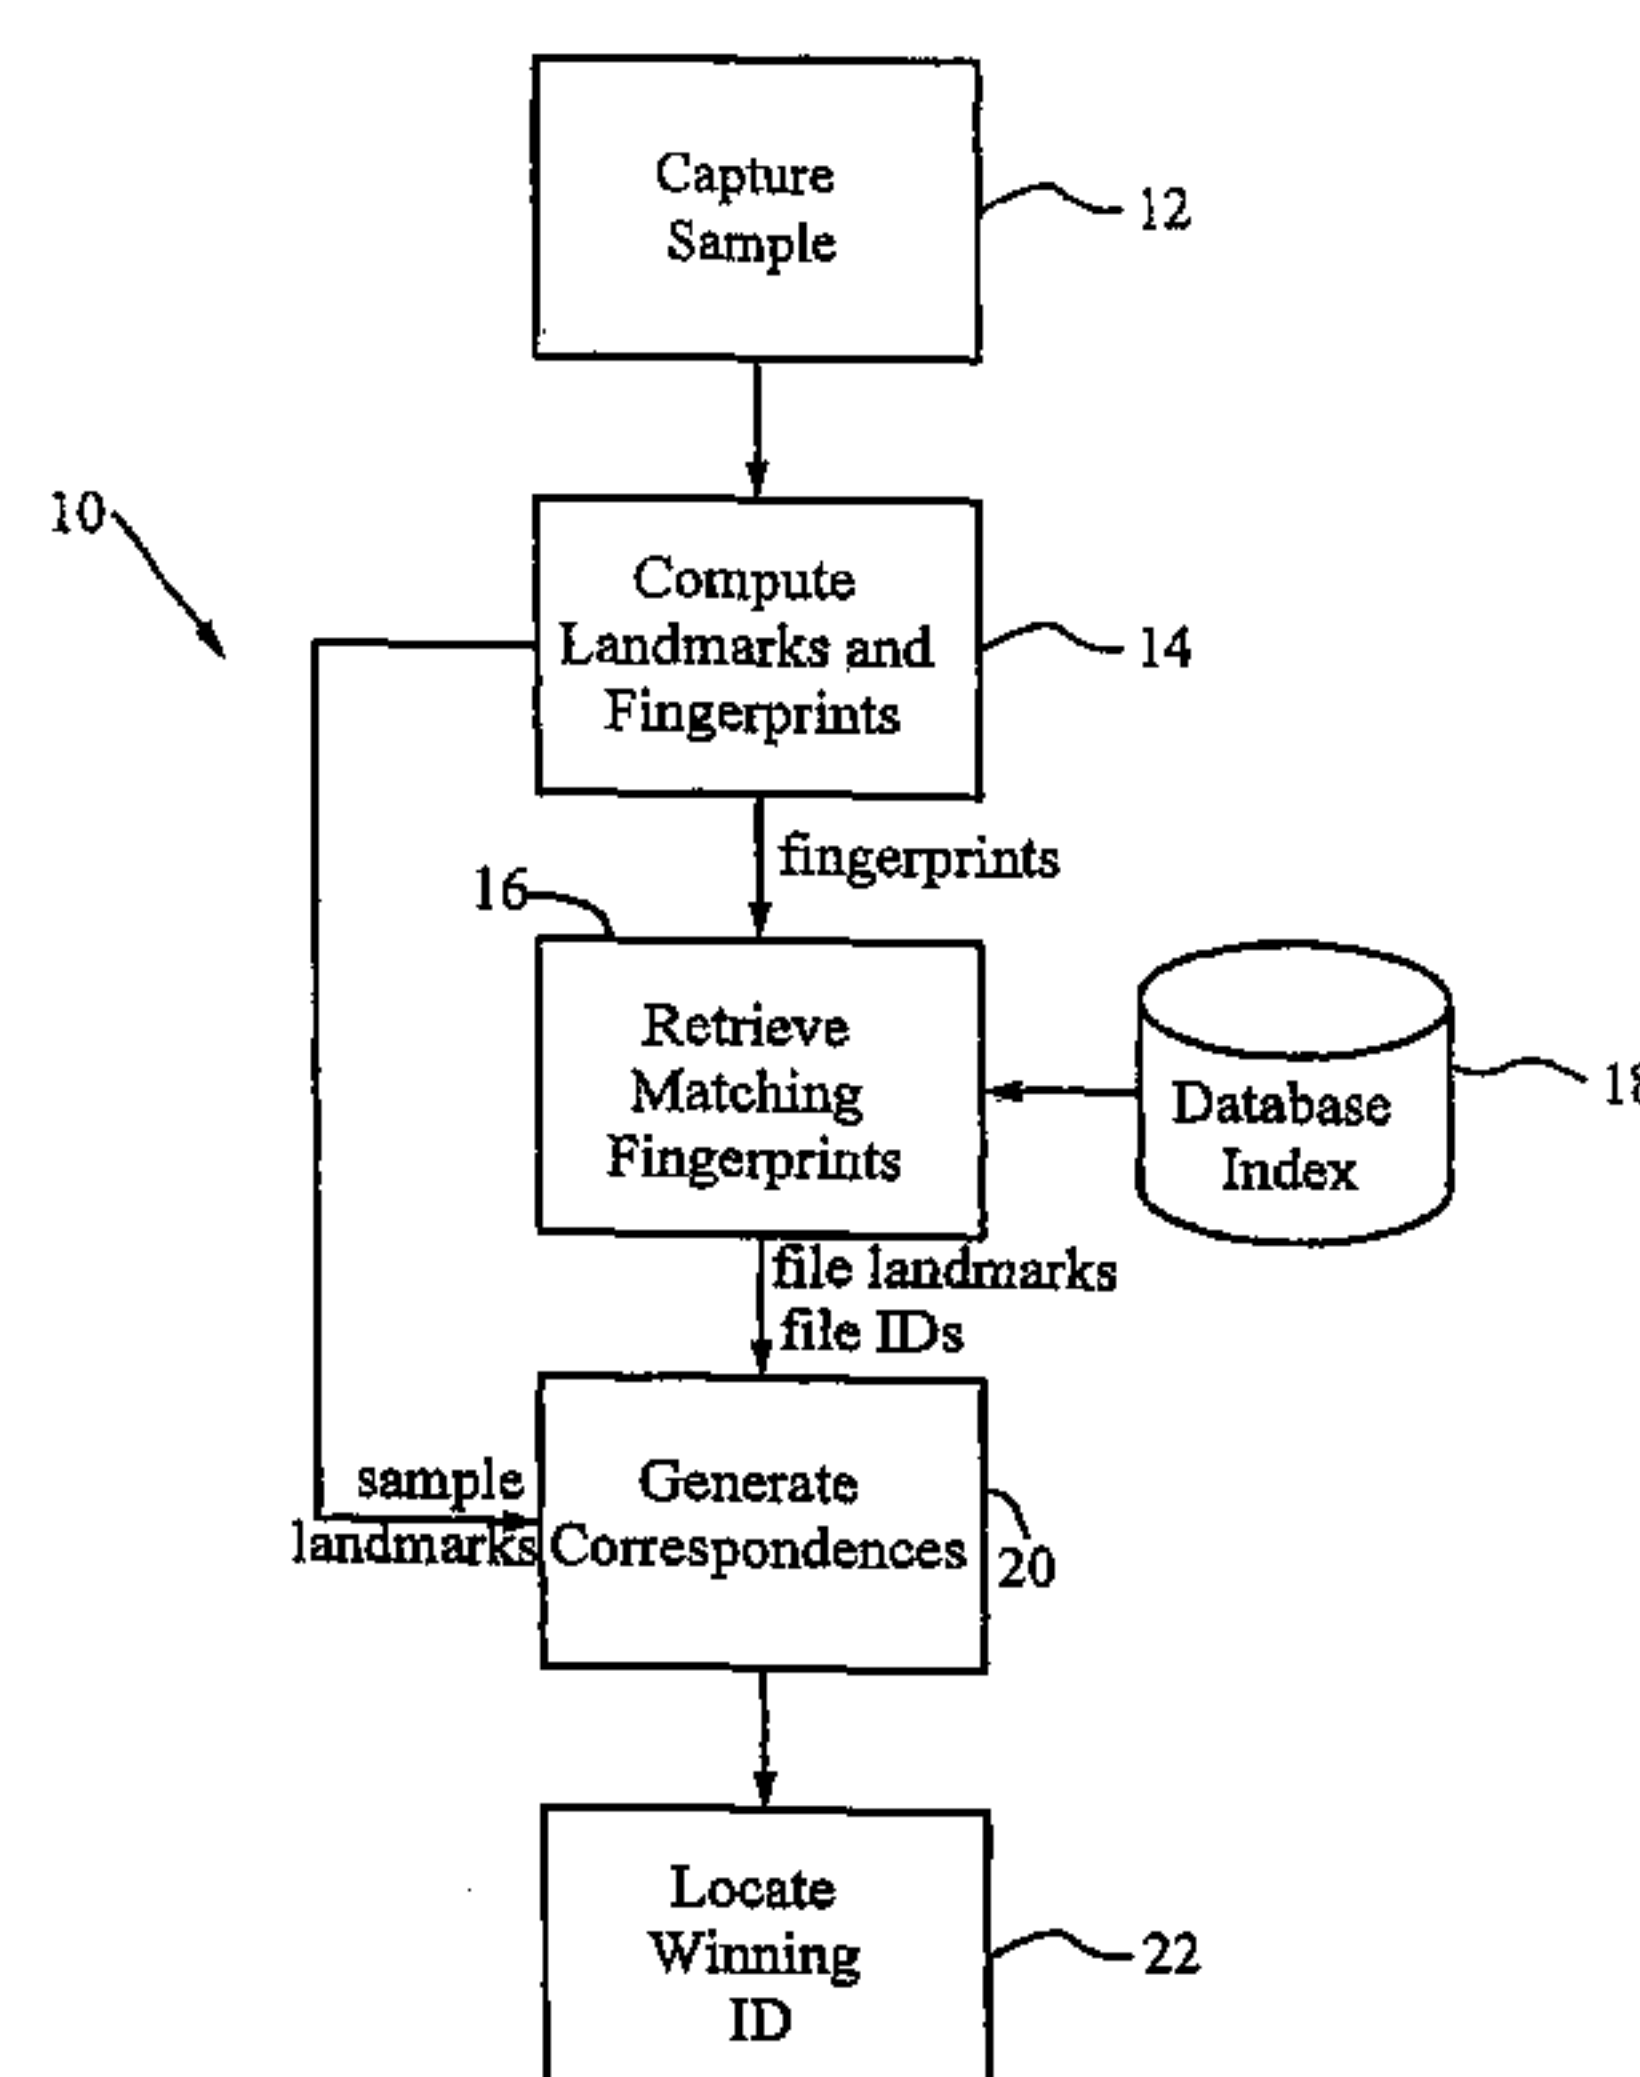 Capture
Sample
12
10
Compute
Landmarks and
Fingerprints
14
fingerprints
16
Retrieve
Matching
Fingerprints
Database
Index
18
file landmarks
file IDs
sample
landmarks
Generate
Correspondences
20
Locate
Winning
ID
22